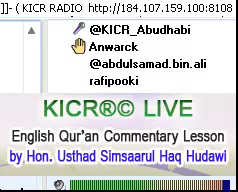 ]]- ( KICR RADIO http://184.107.159.100:8108
@KICR_Abudhabi
Anwarck
@abdulsamad.bin.ali
rafipooki
KICR®© LIVE
English Qur'an Commentary Lesson
by Hon. Usthad Simsaarul Haq Hudawi